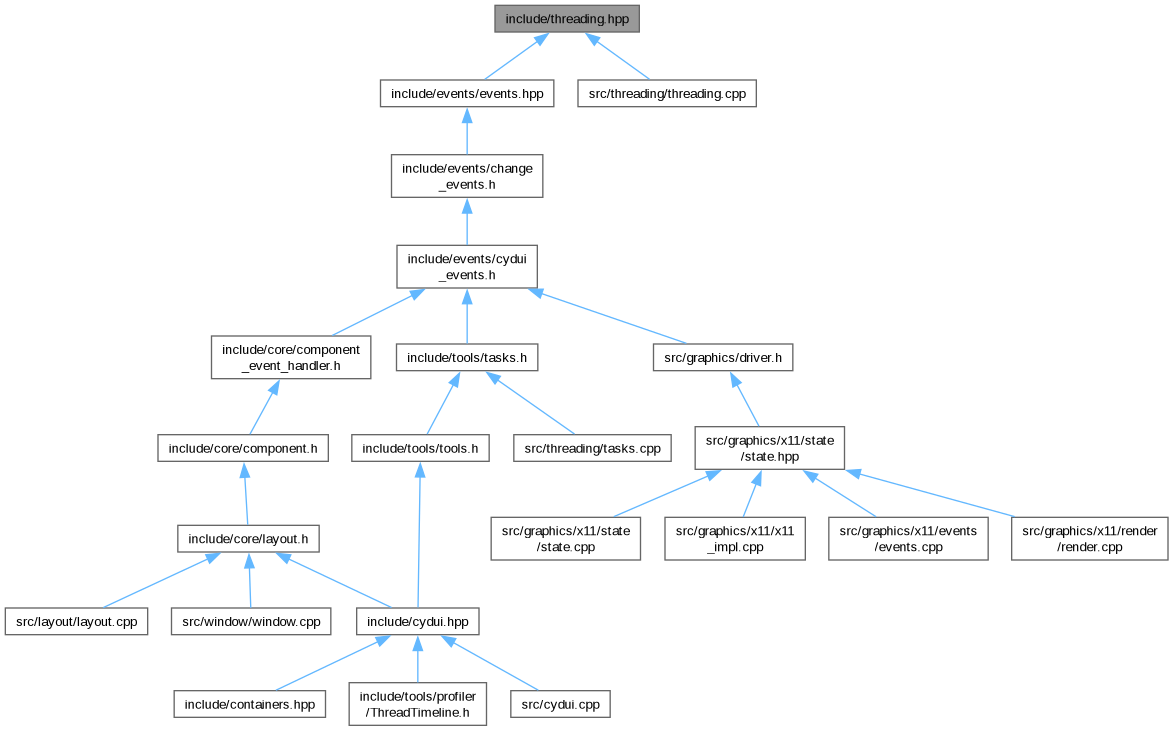 include/threading.hpp
include/events/events.hpp
src/threading/threading.cpp
include/events/change
_events.h
include/events/cydui
_events.h
include/core/component
_event_handler.h
include/tools/tasks.h
src/graphics/driver.h
include/core/component.h
include/tools/tools.h
src/threading/tasks.cpp
src/graphics/x11/state
/state.hpp
include/core/layout.h
src/graphics/x11/state
/state.cpp
src/graphics/x11/x11
_impl.cpp
src/graphics/x11/events
/events.cpp
src/graphics/x11/render
/render.cpp
src/layout/layout.cpp
src/window/window.cpp
include/cydui.hpp
include/containers.hpp
include/tools/profiler
/ThreadTimeline.h
src/cydui.cpp